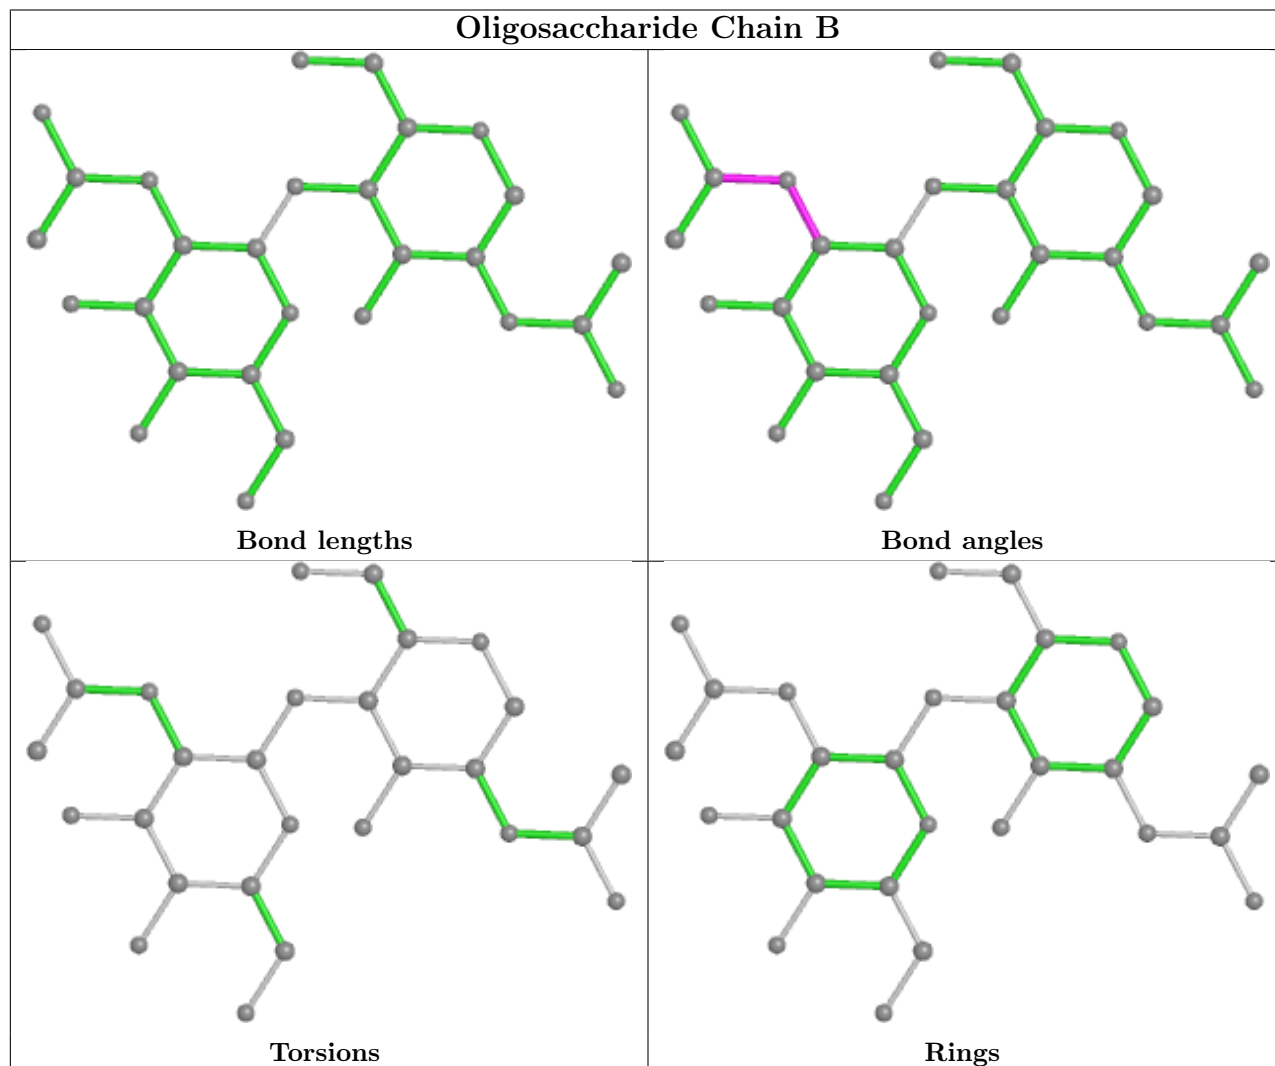 Oligosaccharide Chain B
Bond lengths
Bond angles
Torsions
Rings